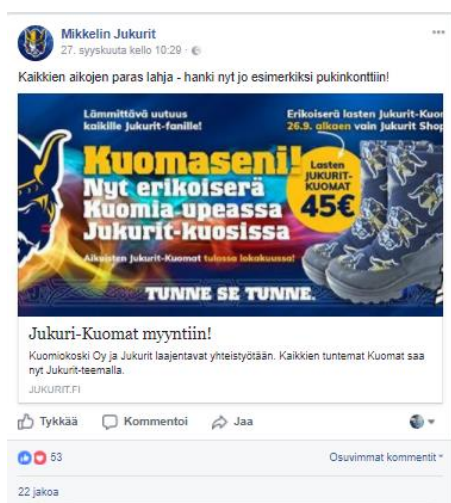 Mikkelin Jukurit
27. syyskuuta kello 10:29 ·
Kaikkien aikojen paras lahja - hanki nyt jo esimerkiksi pukinkonttiin!
Lämmittävä uutuus
kaikille Jukurit-fanille!
Erikoiserä lasten Jukurit-Kuor
26.9. alkaen vain Jukurit Shop
Kuomaseni!
Nyt erikoiserä
Kuomia upeassa
Jukurit-kuosissa
Lasten
JUKURIT-
KUOMAT
45€
Aikuisten Jukurit-Kuomat tulossa lokakuussa!
TUNNE SE TUNNE.
Jukuri-Kuomat myyntiin!
Kuomiokoski Oy ja Jukurit laajentavat yhteistyötään. Kaikkien tuntemat Kuomat saa
nyt Jukurit-teemalla.
JUKURIT.FI
Tykkää Kommentoi Jaa
53 Osuvimmat kommentit
22 jakoa